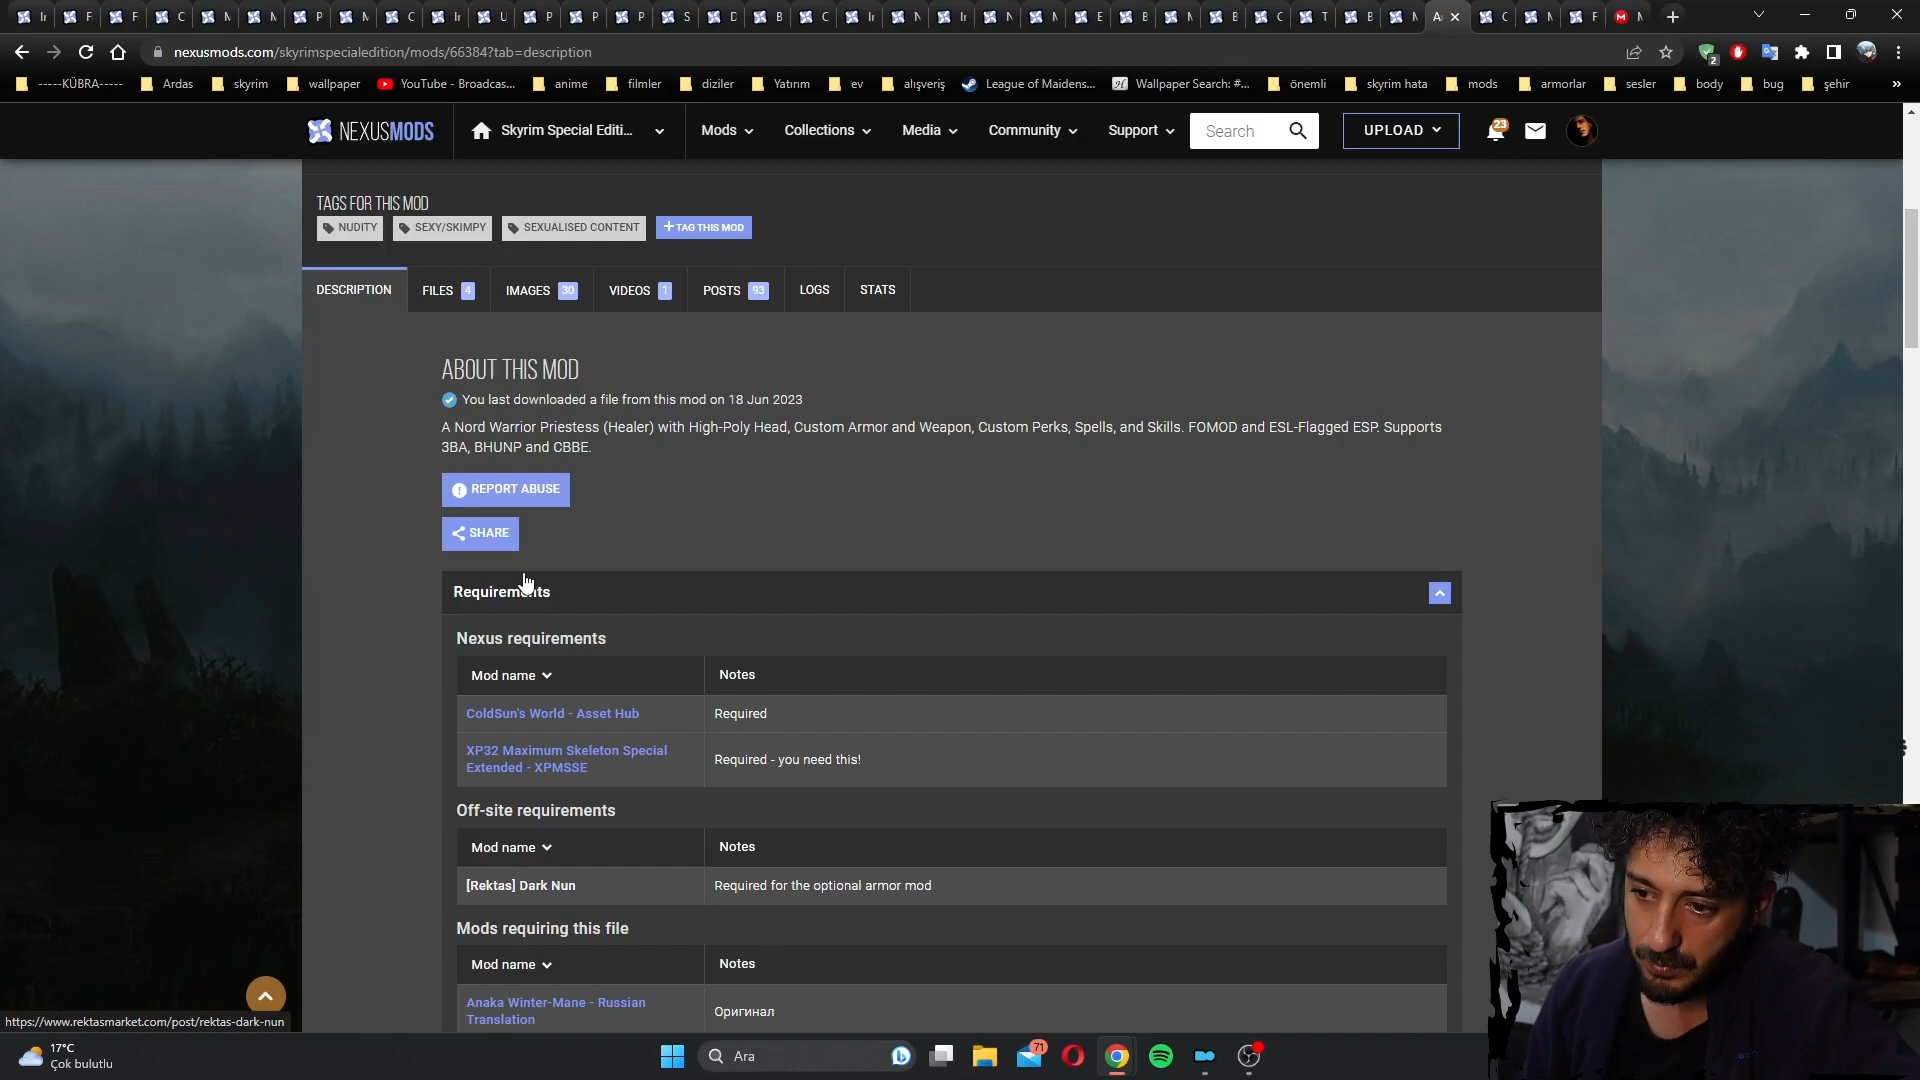 nexusmods.com/skyrimspecialedition/mods/66384?tab=description
-----KÜBRA-----
Ardas
skyrim
wallpaper
YouTube - Broadcas...
anime
filmler
diziler
Yatırım
ev
alışveriş
League of Maidens...
Wallpaper Search: #...
önemli
skyrim hata
mods
armorlar
sesler
body
bug
şehir
»
NEXUSMODS
Skyrim Special Editi...
Mods
Collections
Media
Community
Support
Search
UPLOAD
23
TAGS FOR THIS MOD
NUDITY
SEXY/SKIMPY
SEXUALISED CONTENT
+ TAG THIS MOD
DESCRIPTION
FILES 4
IMAGES 30
VIDEOS 1
POSTS 93
LOGS
STATS
ABOUT THIS MOD
You last downloaded a file from this mod on 18 Jun 2023
A Nord Warrior Priestess (Healer) with High-Poly Head, Custom Armor and Weapon, Custom Perks, Spells, and Skills. FOMOD and ESL-Flagged ESP. Supports
3BA, BHUNP and CBBE.
REPORT ABUSE
SHARE
Requirements
Nexus requirements
Mod name
Notes
ColdSun's World - Asset Hub
Required
XP32 Maximum Skeleton Special
Extended - XPMSSE
Required - you need this!
Off-site requirements
Mod name
Notes
[Rektas] Dark Nun
Required for the optional armor mod
Mods requiring this file
Mod name
Notes
Anaka Winter-Mane - Russian
Translation
Оригинал
https://www.rektasmarket.com/post/rektas-dark-nun
17°C
Çok bulutlu
Ara
71